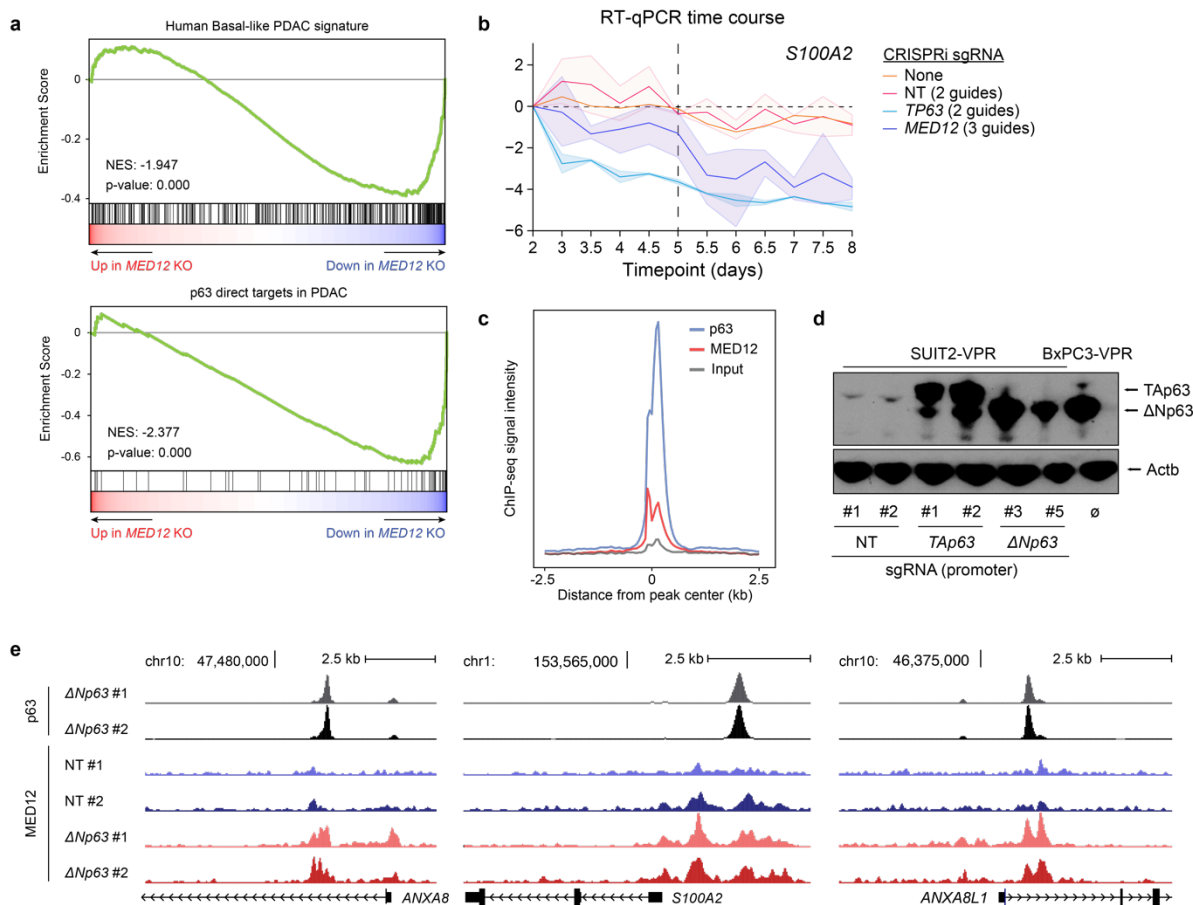 a
Human Basal-like PDAC signature
Enrichment Score
0
-0.2
-0.4
NES: -1.947
p-value: 0.000
Up in MED12 KO
Down in MED12 KO
p63 direct targets in PDAC
Enrichment Score
0
-0.2
-0.4
-0.6
NES: -2.377
p-value: 0.000
Up in MED12 KO
Down in MED12 KO
b
RT-qPCR time course
S100A2
2
0
−2
−4
−6
2 3 4 4.5 5 5.5 6 6.5 7 7.5 8
Timepoint (days)
CRISPRi sgRNA
None
NT (2 guides)
TP63 (2 guides)
MED12 (3 guides)
c
ChIP-seq signal intensity
p63
MED12
Input
-2.5 0 2.5
Distance from peak center (kb)
d
SUIT2-VPR BxPC3-VPR
TAp63
ΔNp63
Actb
#1 #2 #1 #2 #3 #5 ø
NT TAp63 ΔNp63
sgRNA (promoter)
e
chr10: 47,480,000 2.5 kb
chr1: 153,565,000 2.5 kb
chr10: 46,375,000 2.5 kb
p63
ΔNp63 #1
ΔNp63 #2
MED12
NT #1
NT #2
ΔNp63 #1
ΔNp63 #2
ANXA8
S100A2
ANXA8L1